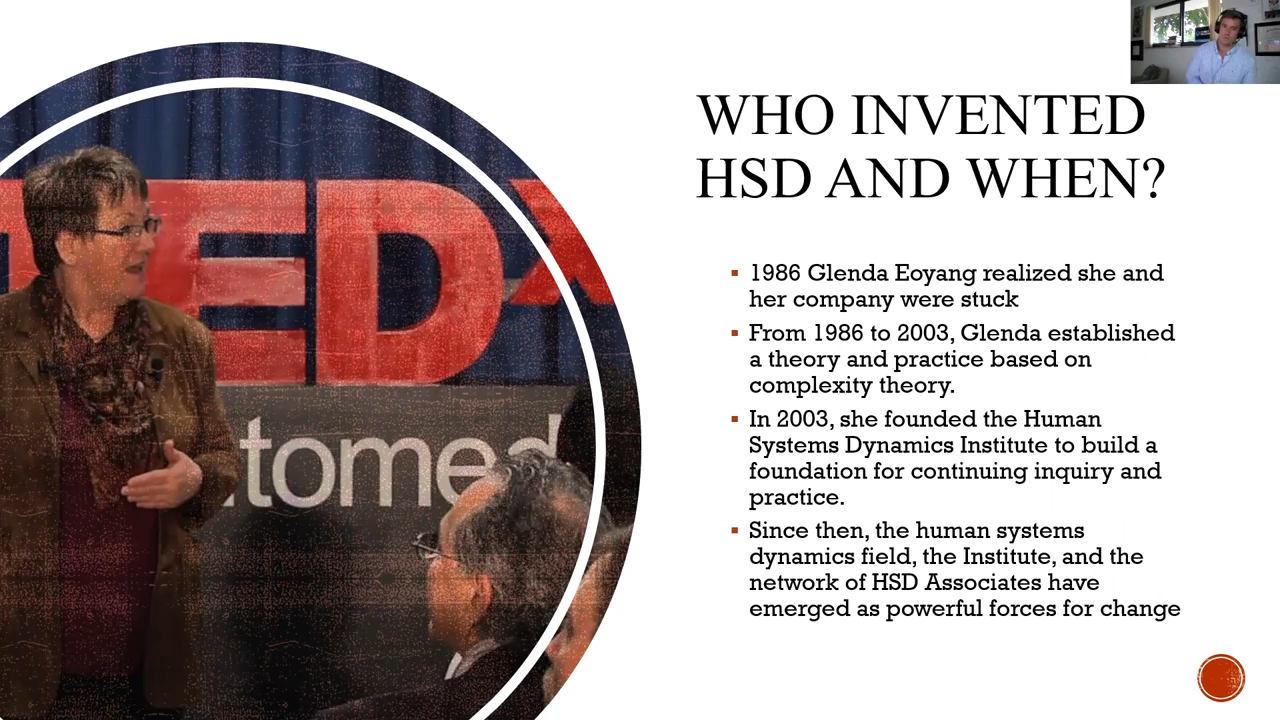 WHO INVENTED
HSD AND WHEN?
1986 Glenda Eoyang realized she and
her company were stuck
From 1986 to 2003, Glenda established
a theory and practice based on
complexity theory.
In 2003, she founded the Human
Systems Dynamics Institute to build a
foundation for continuing inquiry and
practice.
Since then, the human systems
dynamics field, the Institute, and the
network of HSD Associates have
emerged as powerful forces for change
TEDX
tomed